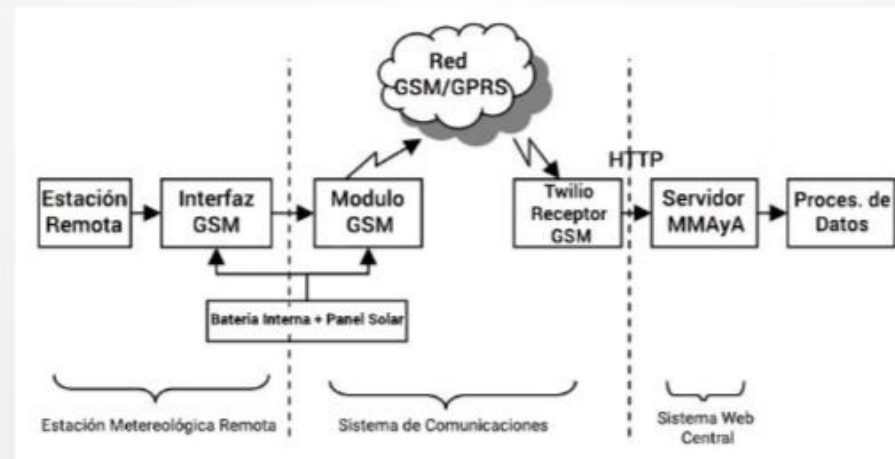 Red
GSM/GPRS
HTTP
Estación
Remota
Interfaz
GSM
Modulo
GSM
Twilio
Receptor
GSM
Servidor
MMAyA
Proces. de
Datos
Bateria Interna + Panel Solar
Estación Metereológica Remota
Sistema de Comunicaciones
Sistema Web
Central